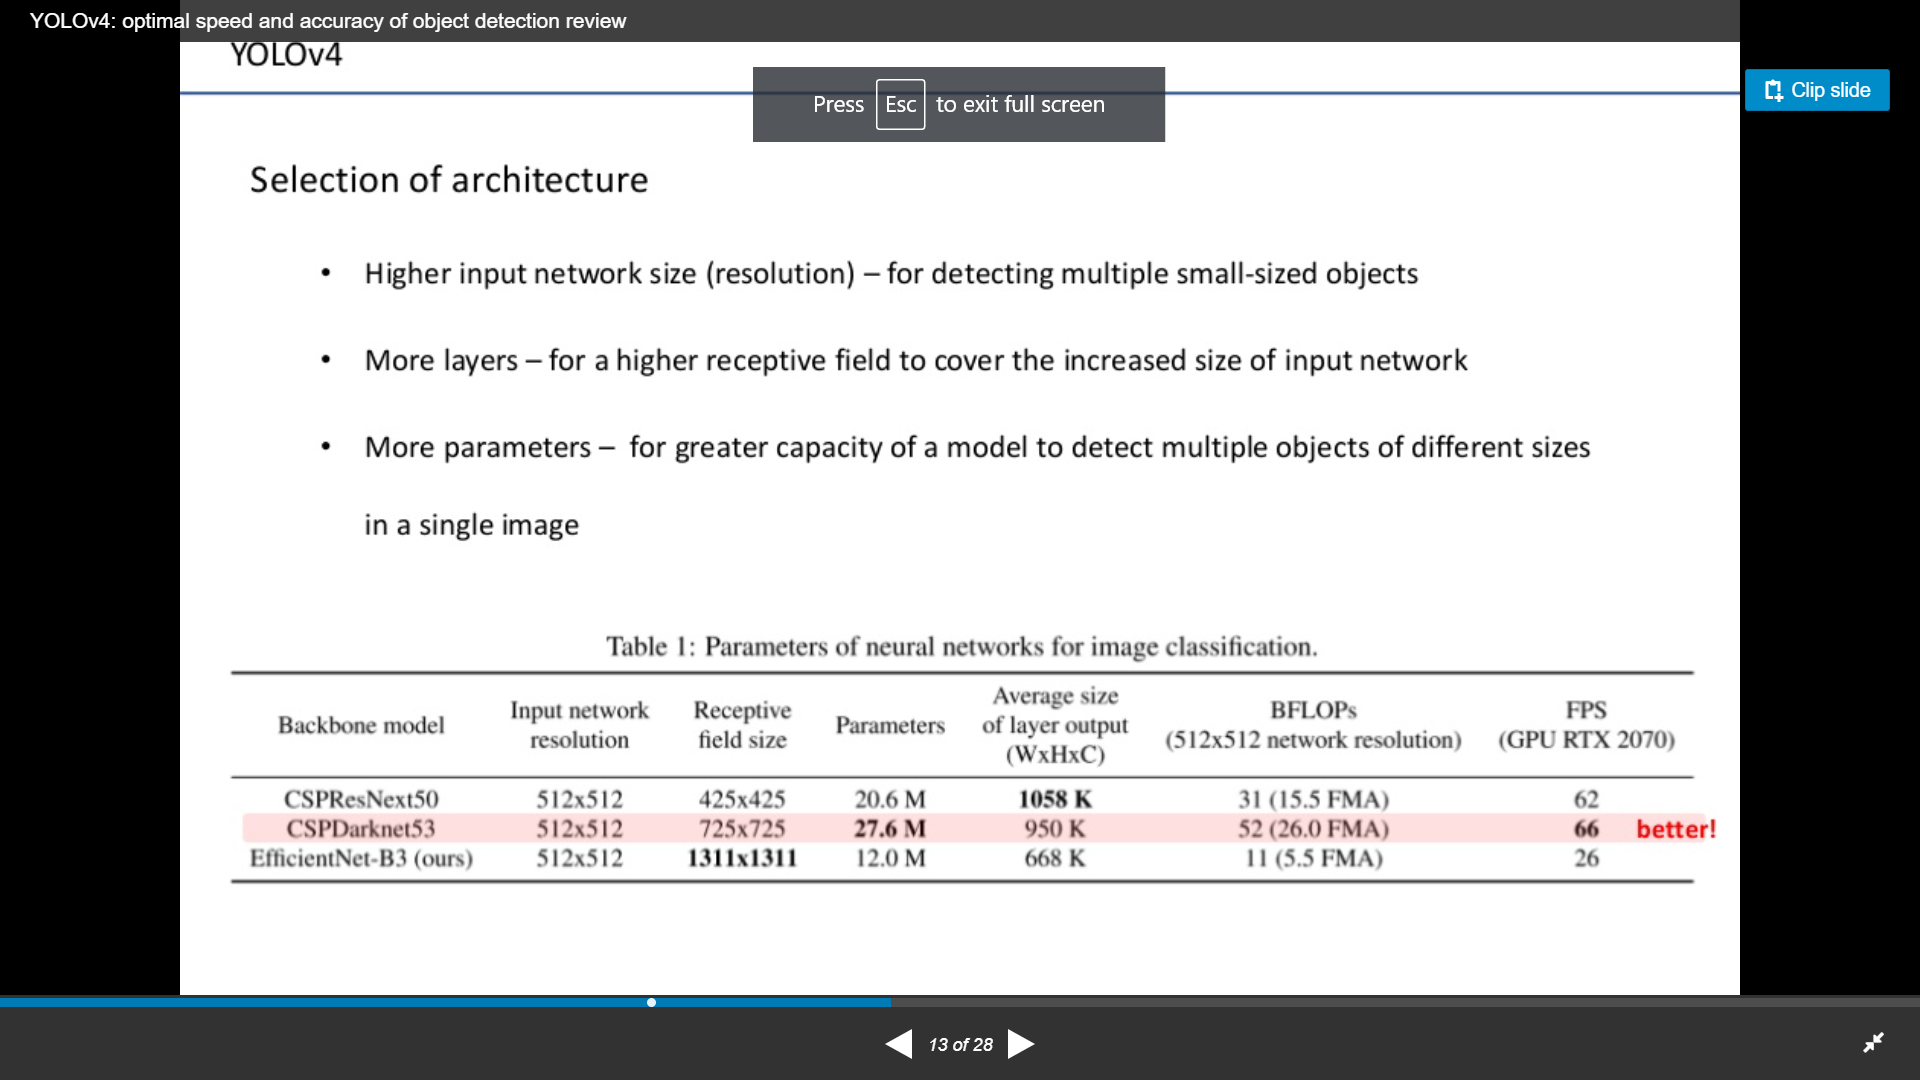 YOLOv4: optimal speed and accuracy of object detection review
YOLOv4
Press Esc to exit full screen
Clip slide
Selection of architecture
• Higher input network size (resolution) – for detecting multiple small-sized objects
• More layers – for a higher receptive field to cover the increased size of input network
• More parameters – for greater capacity of a model to detect multiple objects of different sizes
in a single image
Table 1: Parameters of neural networks for image classification.
Backbone model Input network resolution Receptive field size Parameters Average size of layer output (WxHxC) BFLOPs (512x512 network resolution) FPS (GPU RTX 2070)
CSPResNext50 512x512 425x425 20.6 M 1058 K 31 (15.5 FMA) 62
CSPDarknet53 512x512 725x725 27.6 M 950 K 52 (26.0 FMA) 66 better!
EfficientNet-B3 (ours) 512x512 1311x1311 12.0 M 668 K 11 (5.5 FMA) 26
13 of 28